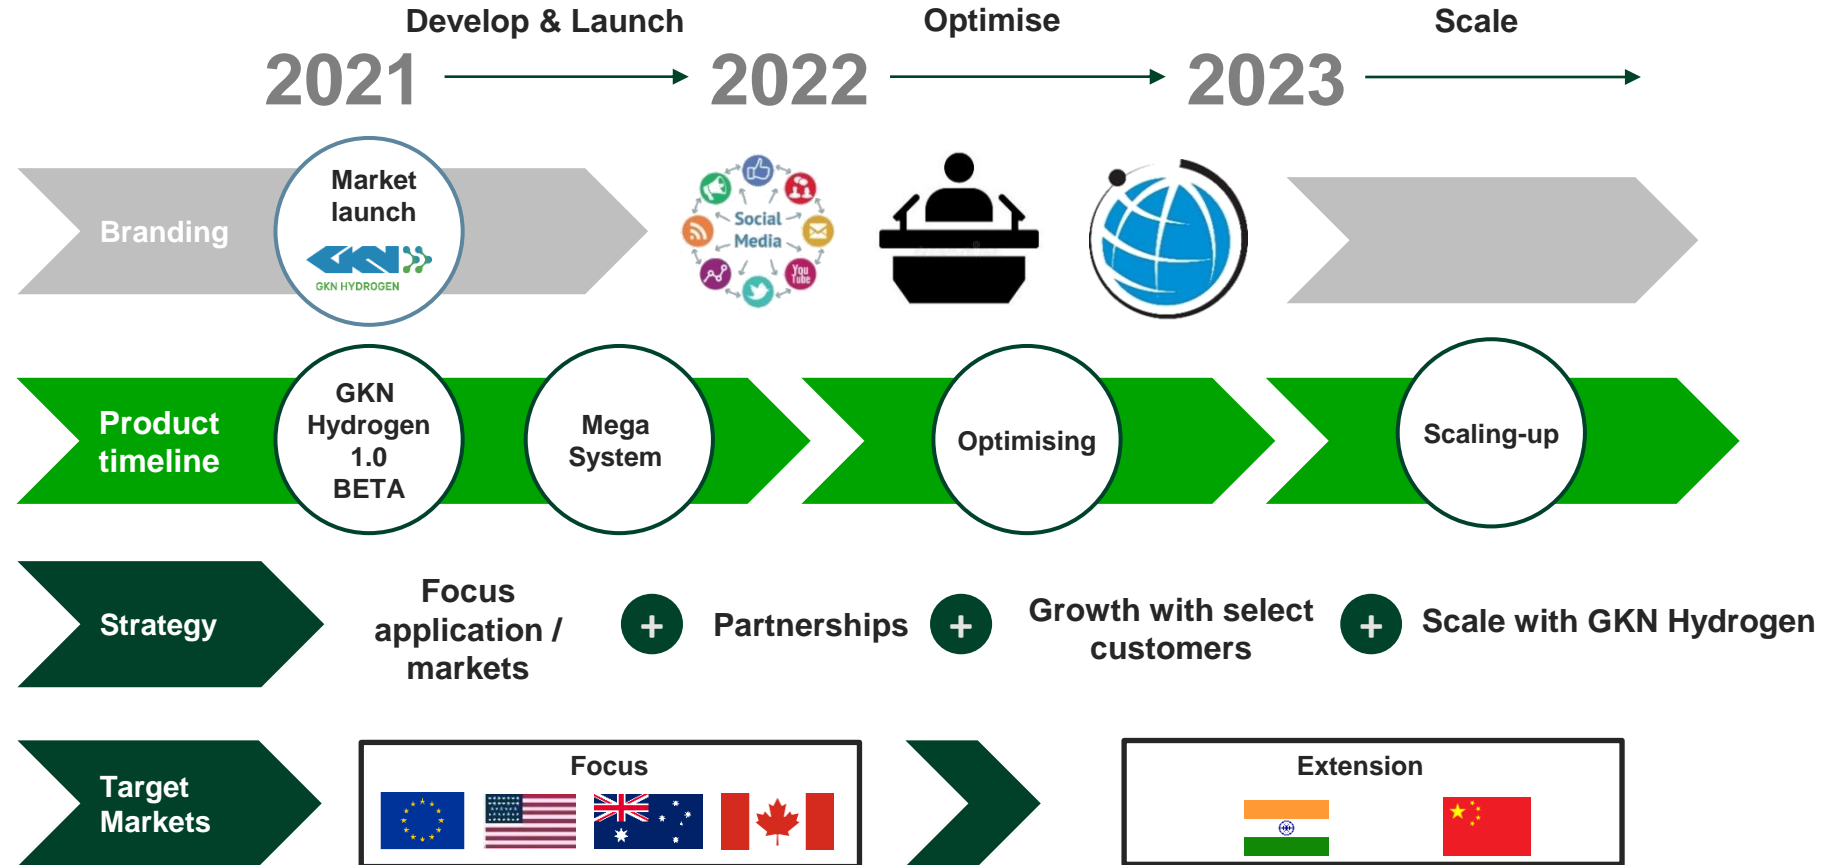 Develop & Launch
Optimise
Scale
2021
2022
2023
Branding
Market
launch
GKN
GKN HYDROGEN
Social
Media
You
Tube
Product
timeline
GKN
Hydrogen
1.0
BETA
Mega
System
Optimising
Scaling-up
Strategy
Focus
application /
markets
+
Partnerships
+
Growth with select
customers
+
Scale with GKN Hydrogen
Target
Markets
Focus
Extension